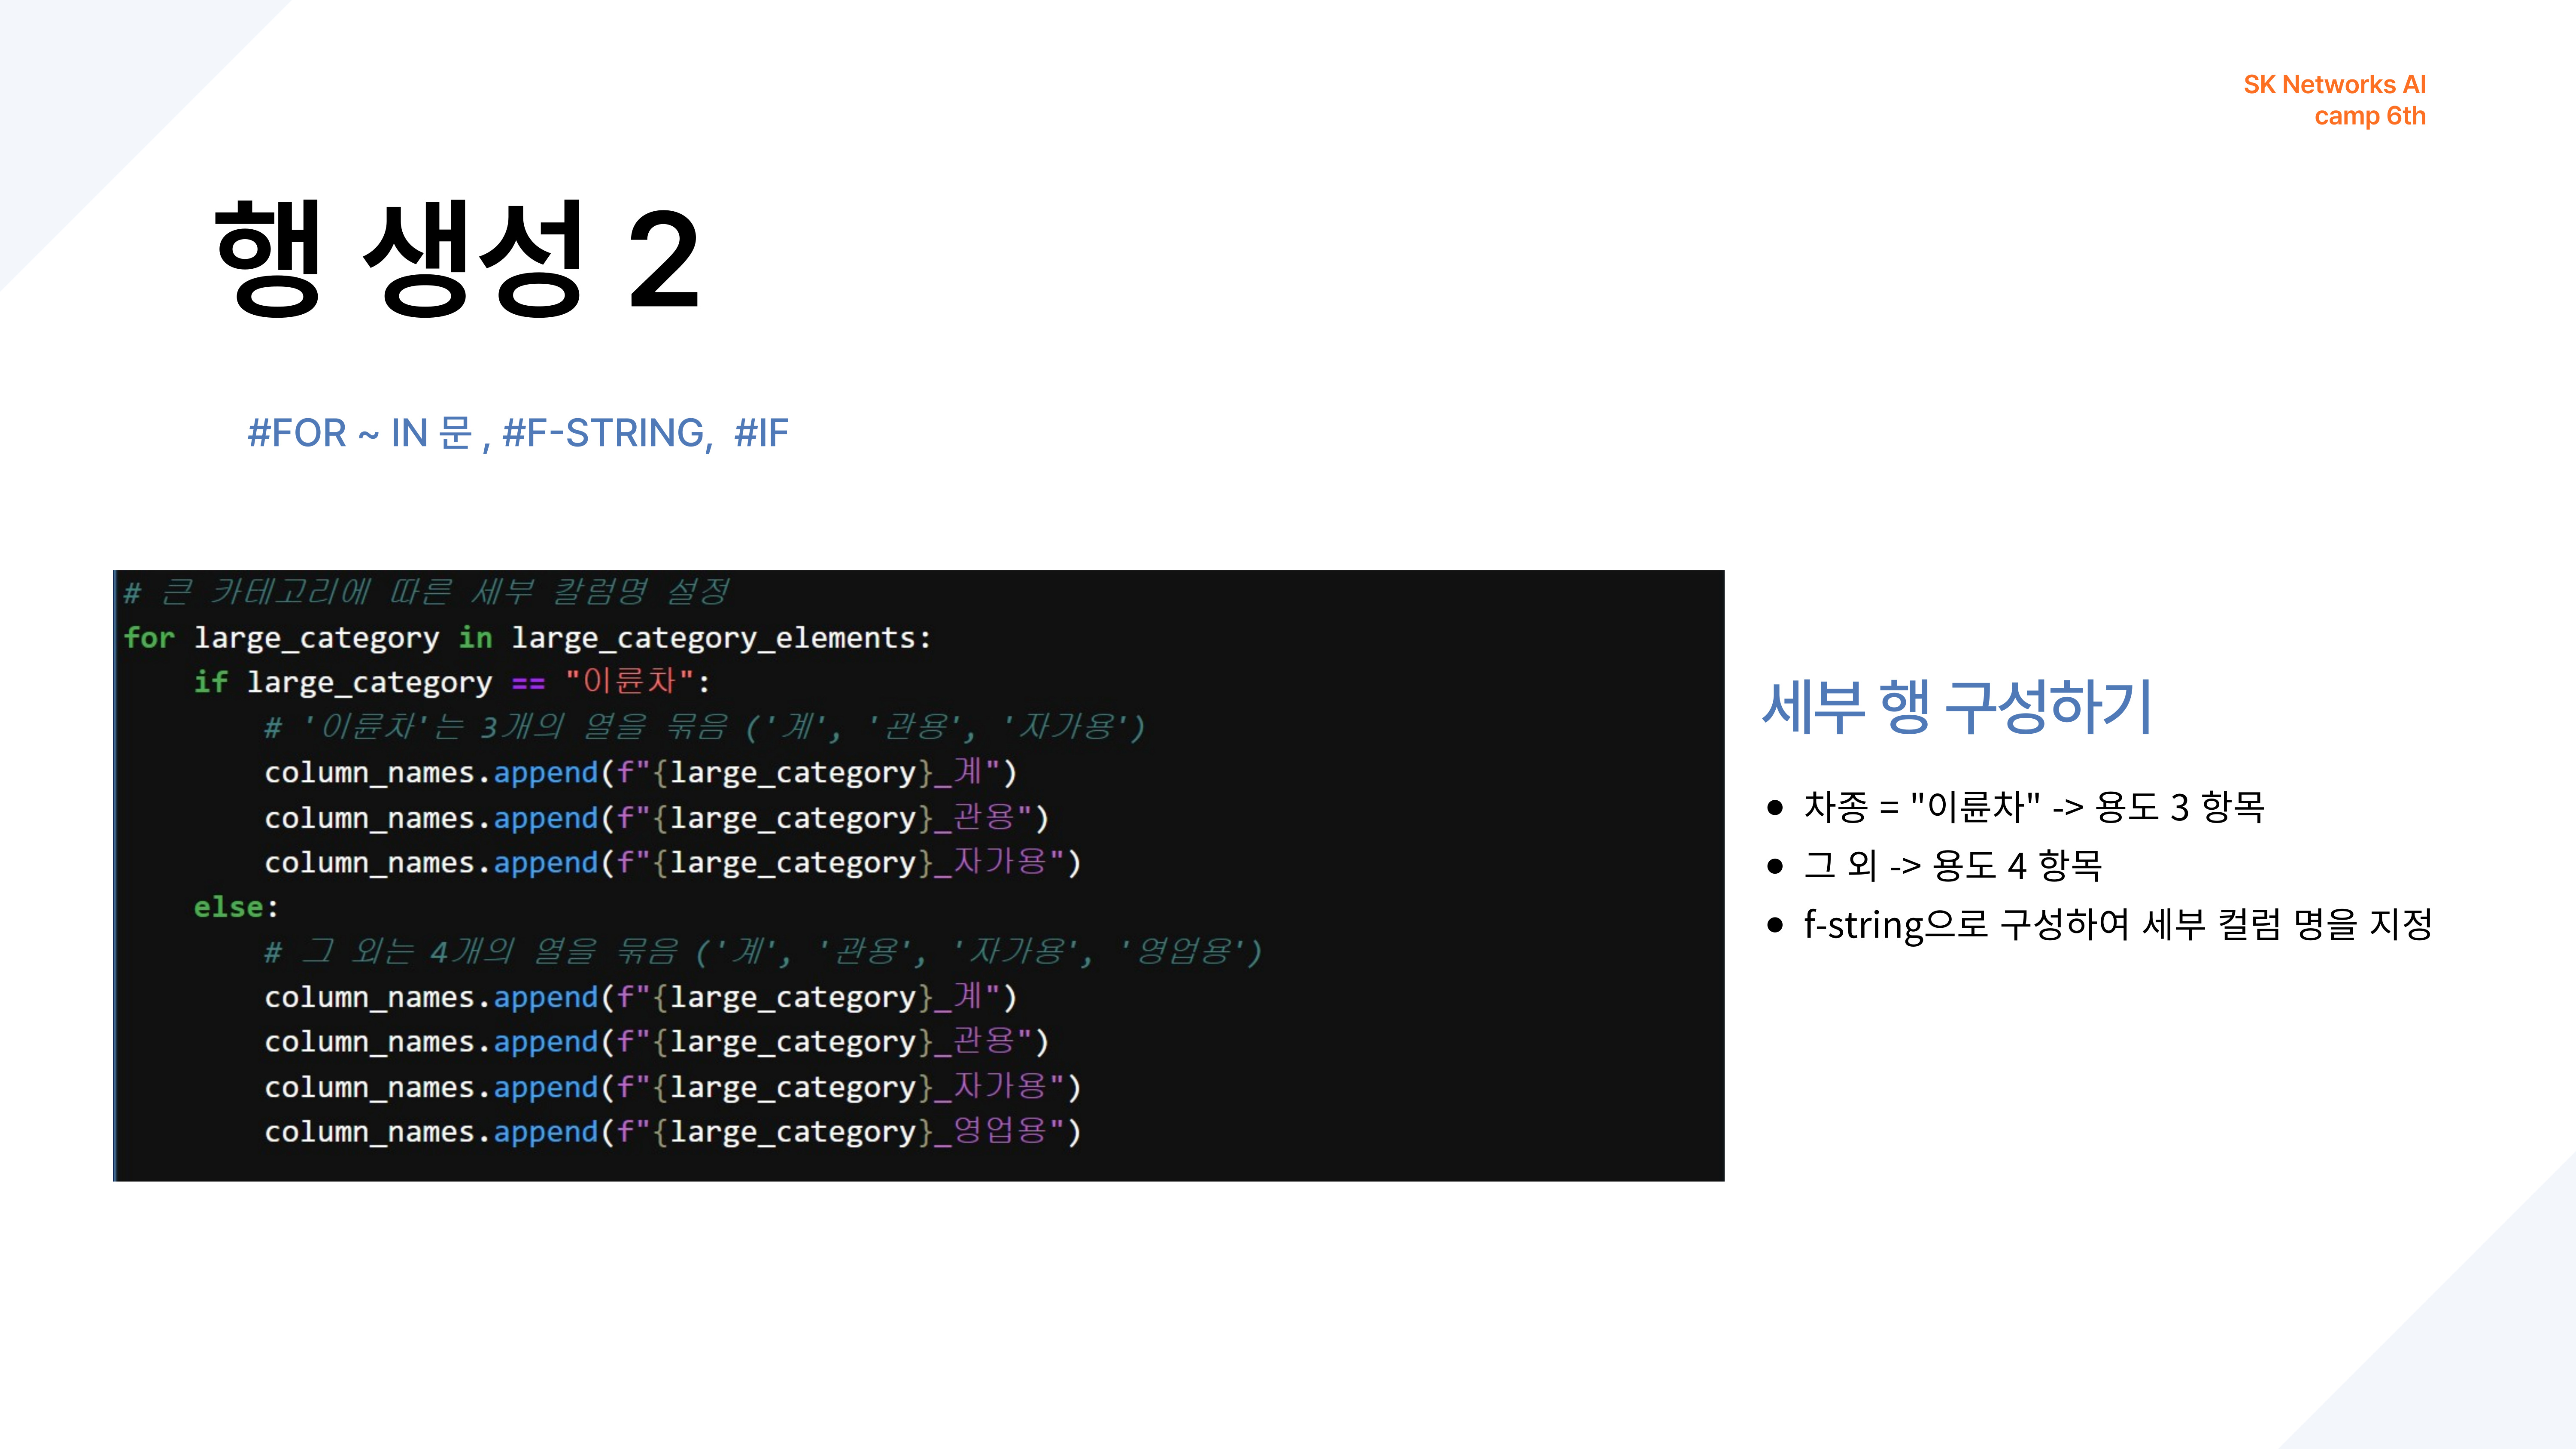 SK Networks AI
camp 6th
행 생성 2
#FOR ~ IN 문 , #F-STRING, #IF
# 큰 카테고리에 따른 세부 칼럼명 설정
for large_category in large_category_elements:
    if large_category == "이륜차":
        # '이륜차'는 3개의 열을 묶음 ('계', '관용', '자가용')
        column_names.append(f"{large_category}_계")
        column_names.append(f"{large_category}_관용")
        column_names.append(f"{large_category}_자가용")
    else:
        # 그 외는 4개의 열을 묶음 ('계', '관용', '자가용', '영업용')
        column_names.append(f"{large_category}_계")
        column_names.append(f"{large_category}_관용")
        column_names.append(f"{large_category}_자가용")
        column_names.append(f"{large_category}_영업용")
세부 행 구성하기
● 차종 = "이륜차" -> 용도 3 항목
● 그 외 -> 용도 4 항목
● f-string으로 구성하여 세부 컬럼 명을 지정